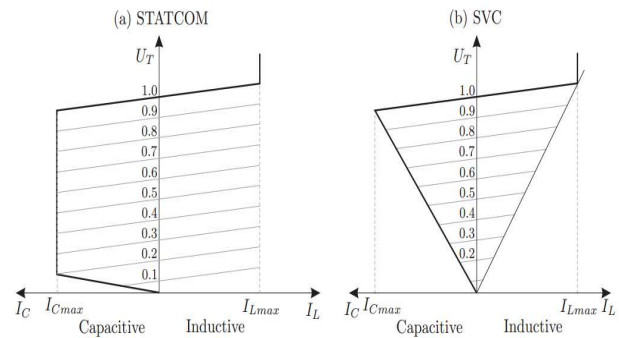 (a) STATCOM
U_T
1.0
0.9
0.8
0.7
0.6
0.5
0.4
0.3
0.2
0.1
I_C
I_Cmax
I_Lmax
I_L
Capacitive
Inductive
(b) SVC
U_T
1.0
0.9
0.8
0.7
0.6
0.5
0.4
0.3
0.2
I_C
I_Cmax
I_Lmax
I_L
Capacitive
Inductive